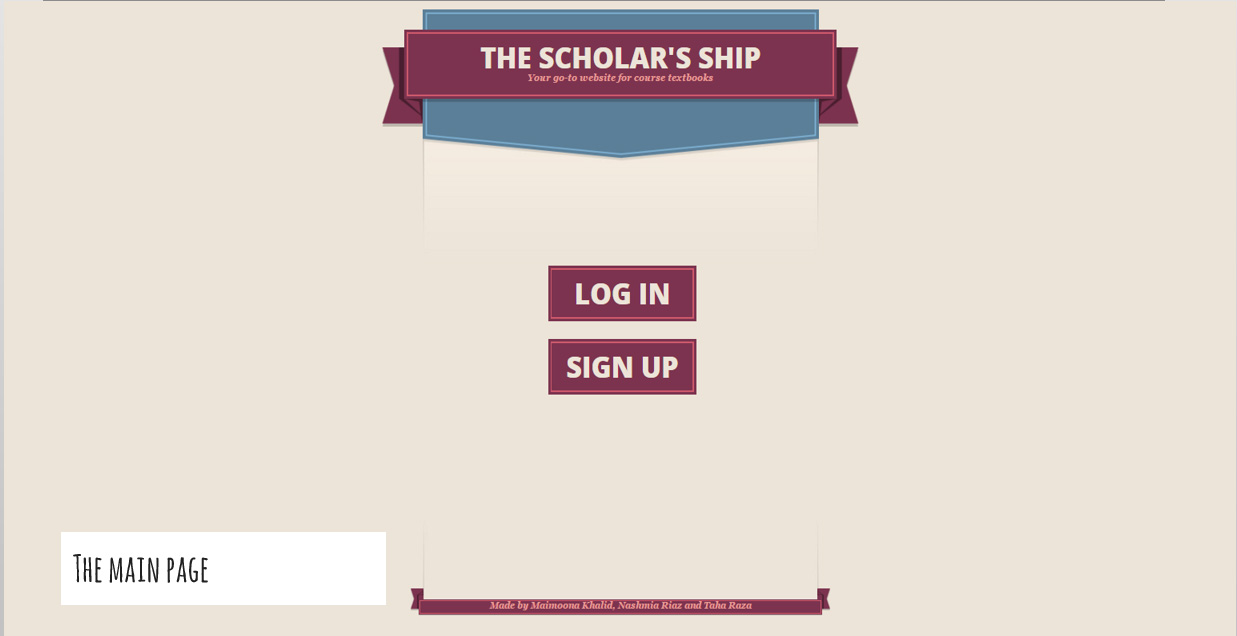 THE SCHOLAR'S SHIP
Your go-to website for course textbooks
LOG IN
SIGN UP
The main page
Made by Maimoona Khalid, Nashmia Riaz and Taha Raza